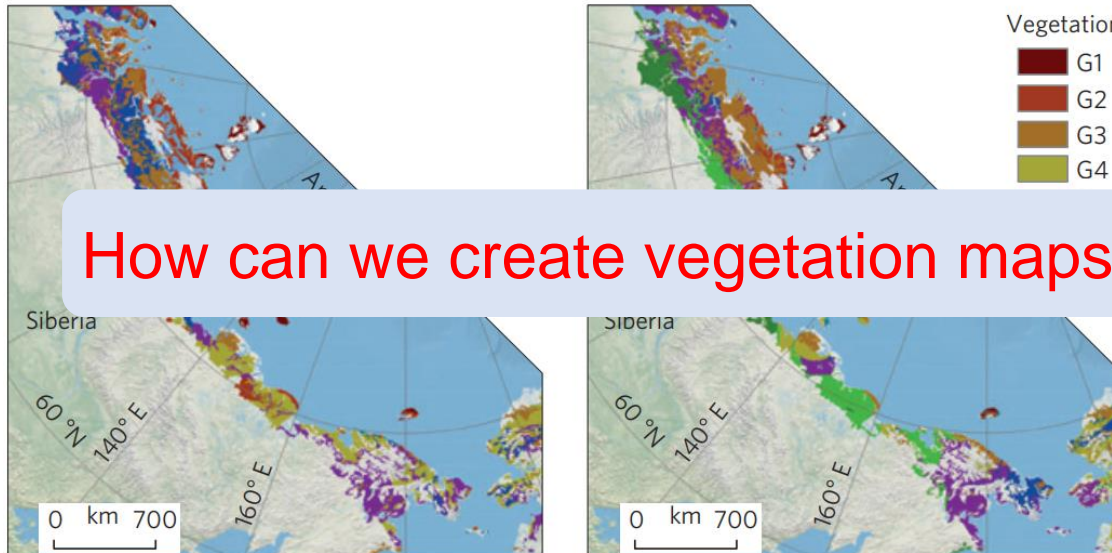 Vegetation
G1
G2
G3
G4
How can we create vegetation maps
Siberia
Siberia
60 °N
140° E
160° E
60 °N
140° E
160° E
0 km 700
0 km 700